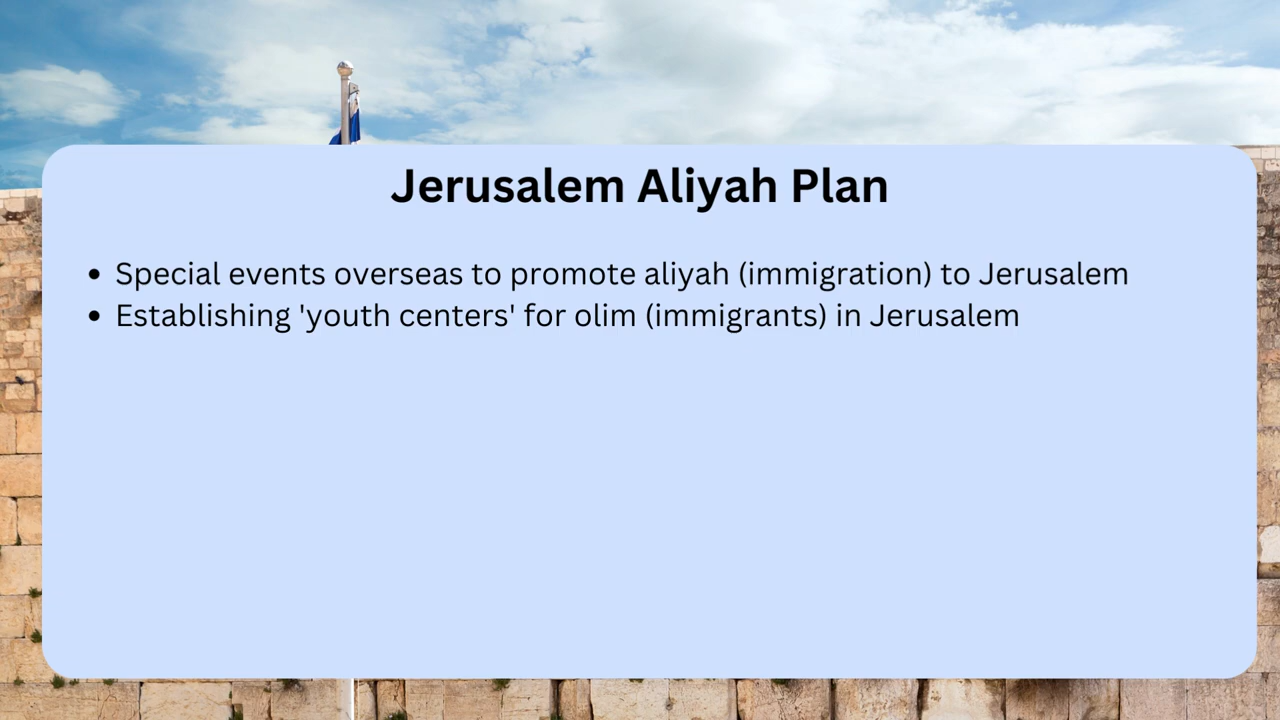 Jerusalem Aliyah Plan
• Special events overseas to promote aliyah (immigration) to Jerusalem
• Establishing 'youth centers' for olim (immigrants) in Jerusalem